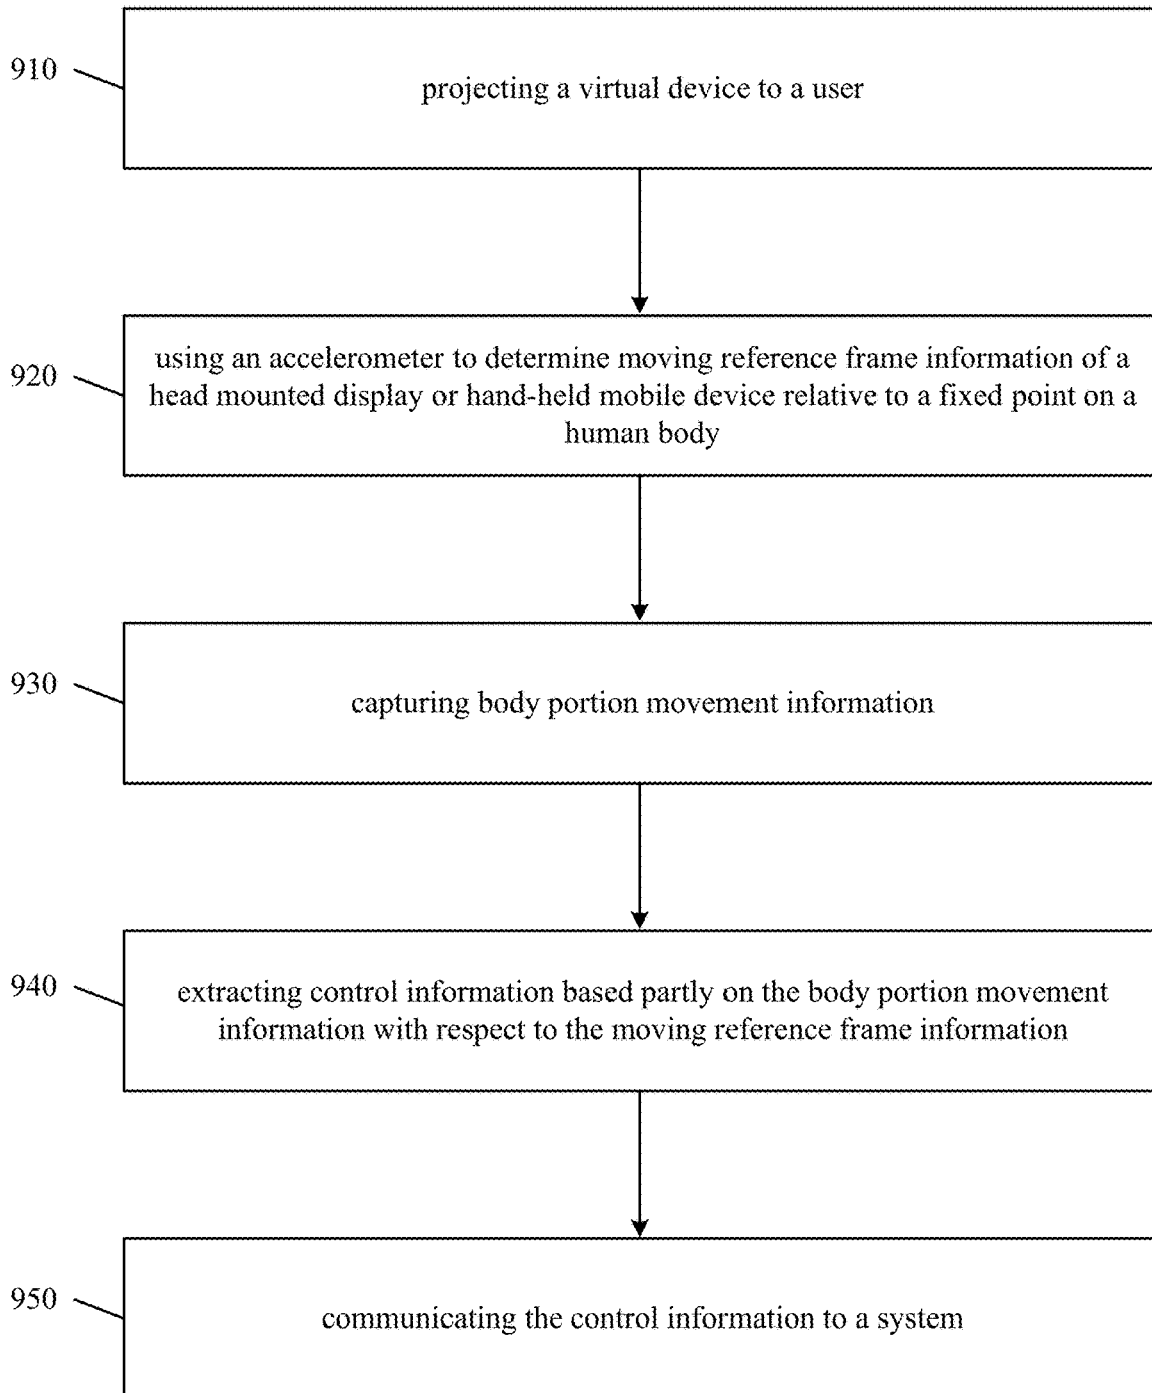 910
projecting a virtual device to a user
920
using an accelerometer to determine moving reference frame information of a
head mounted display or hand-held mobile device relative to a fixed point on a
human body
930
capturing body portion movement information
940
extracting control information based partly on the body portion movement
information with respect to the moving reference frame information
950
communicating the control information to a system